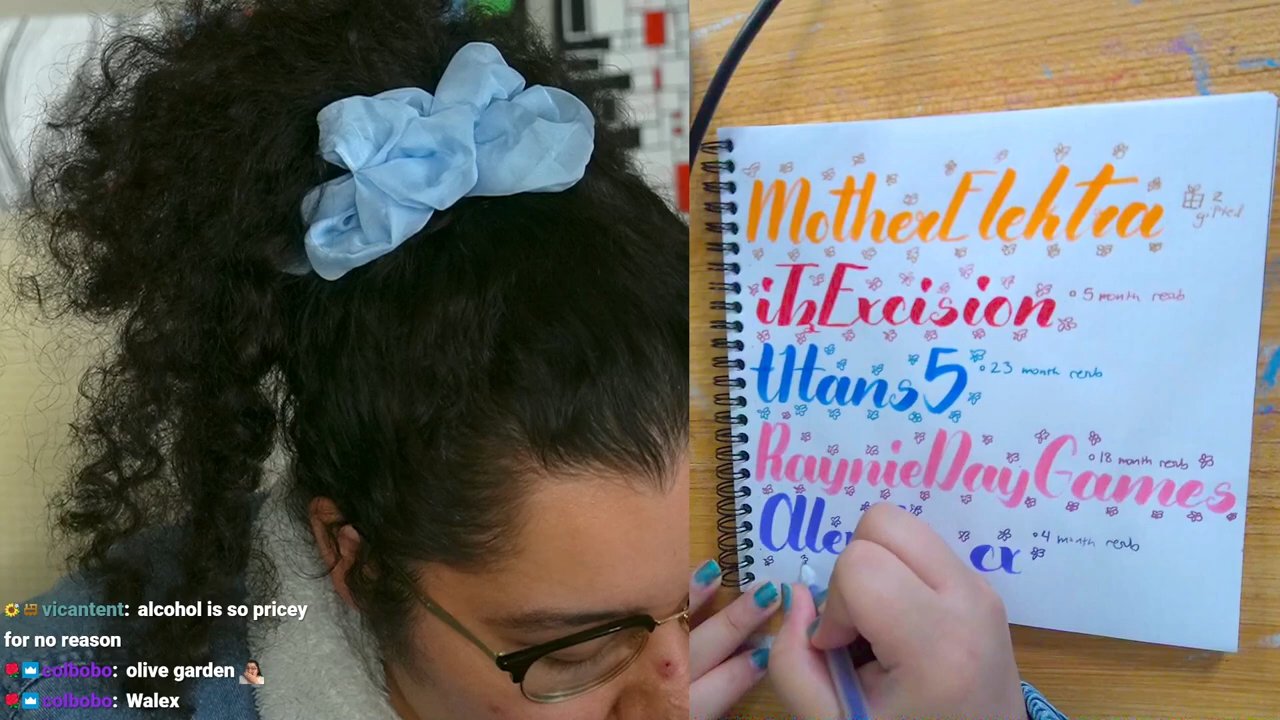 vicantent: alcohol is so pricey
for no reason
colbobo: olive garden
colbobo: Walex
MotherElektra
2
gifted
itzExcision
5 month resub
titans5
23 month resub
RaynieDayGames
18 month resub
4 month resub